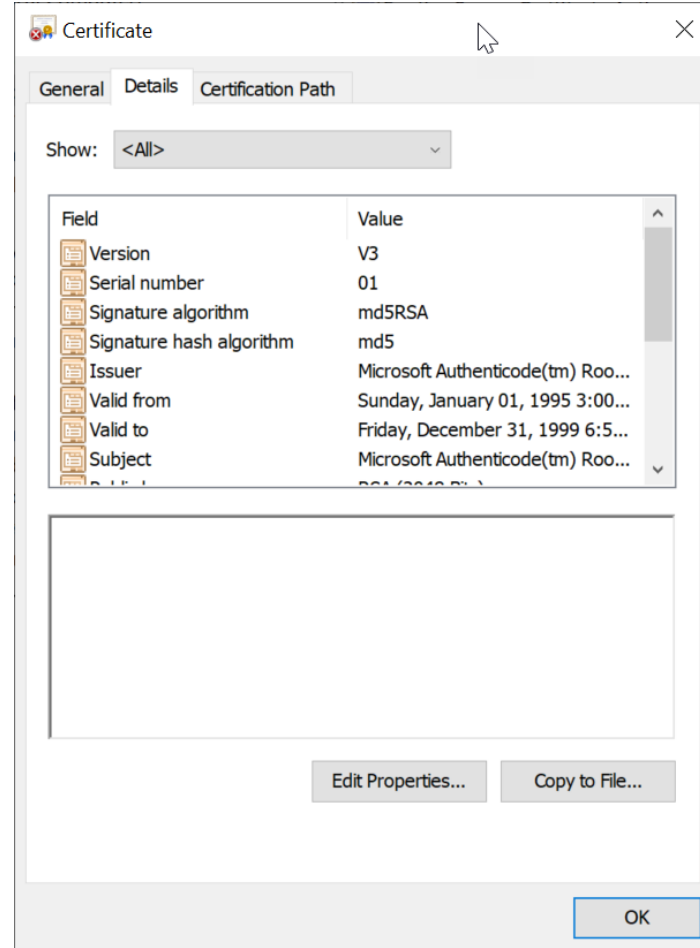 Certificate
General Details Certification Path
Show: <All>
Field Value
Version V3
Serial number 01
Signature algorithm md5RSA
Signature hash algorithm md5
Issuer Microsoft Authenticode(tm) Roo...
Valid from Sunday, January 01, 1995 3:00...
Valid to Friday, December 31, 1999 6:5...
Subject Microsoft Authenticode(tm) Roo...
Edit Properties... Copy to File...
OK